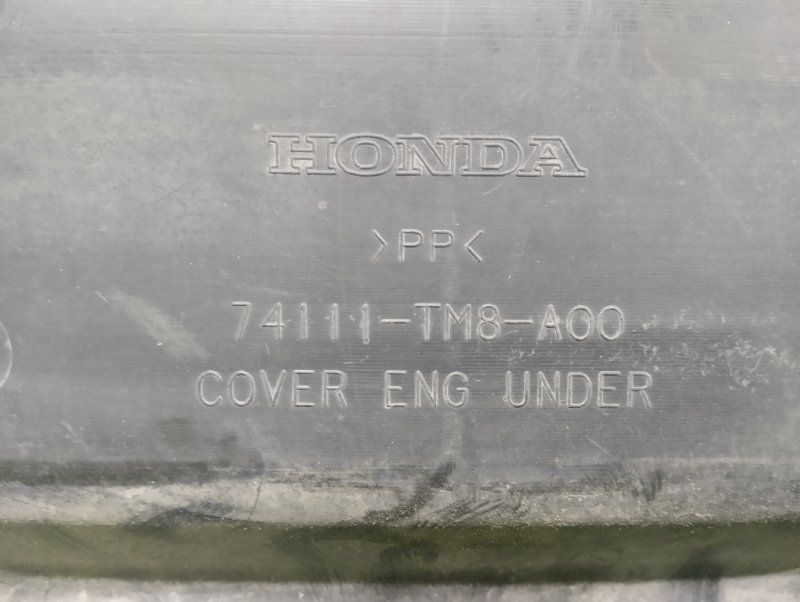 HONDA
>PP<
74111-TM8-A00
COVER ENG UNDER